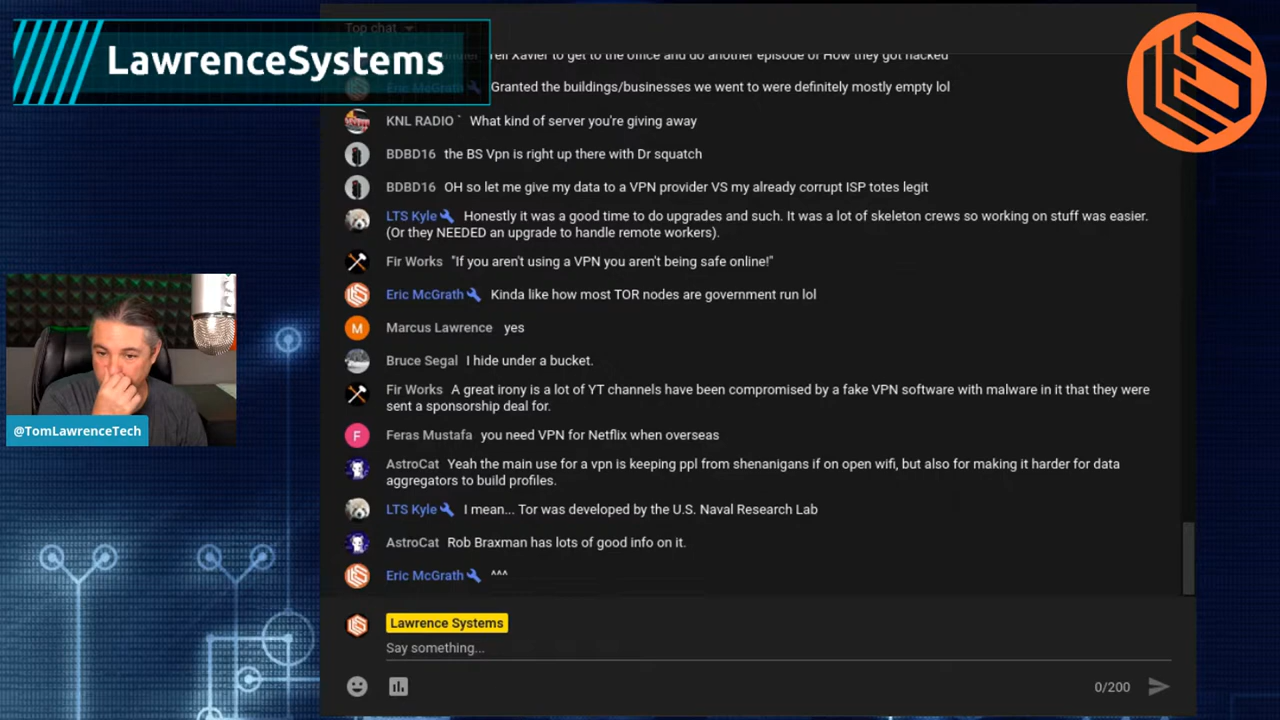 LawrenceSystems
Top chat
Tell Xavier to get to the office and do another episode of How they got hacked
Eric McGrath Granted the buildings/businesses we went to were definitely mostly empty lol
KNL RADIO ` What kind of server you're giving away
BDBD16 the BS Vpn is right up there with Dr squatch
BDBD16 OH so let me give my data to a VPN provider VS my already corrupt ISP totes legit
LTS Kyle Honestly it was a good time to do upgrades and such. It was a lot of skeleton crews so working on stuff was easier.
(Or they NEEDED an upgrade to handle remote workers).
Fir Works "If you aren't using a VPN you aren't being safe online!"
Eric McGrath Kinda like how most TOR nodes are government run lol
M Marcus Lawrence yes
Bruce Segal I hide under a bucket.
Fir Works A great irony is a lot of YT channels have been compromised by a fake VPN software with malware in it that they were
sent a sponsorship deal for.
@TomLawrenceTech
F Feras Mustafa you need VPN for Netflix when overseas
AstroCat Yeah the main use for a vpn is keeping ppl from shenanigans if on open wifi, but also for making it harder for data
aggregators to build profiles.
LTS Kyle I mean... Tor was developed by the U.S. Naval Research Lab
AstroCat Rob Braxman has lots of good info on it.
Eric McGrath ^^^
Lawrence Systems
Say something...
0/200